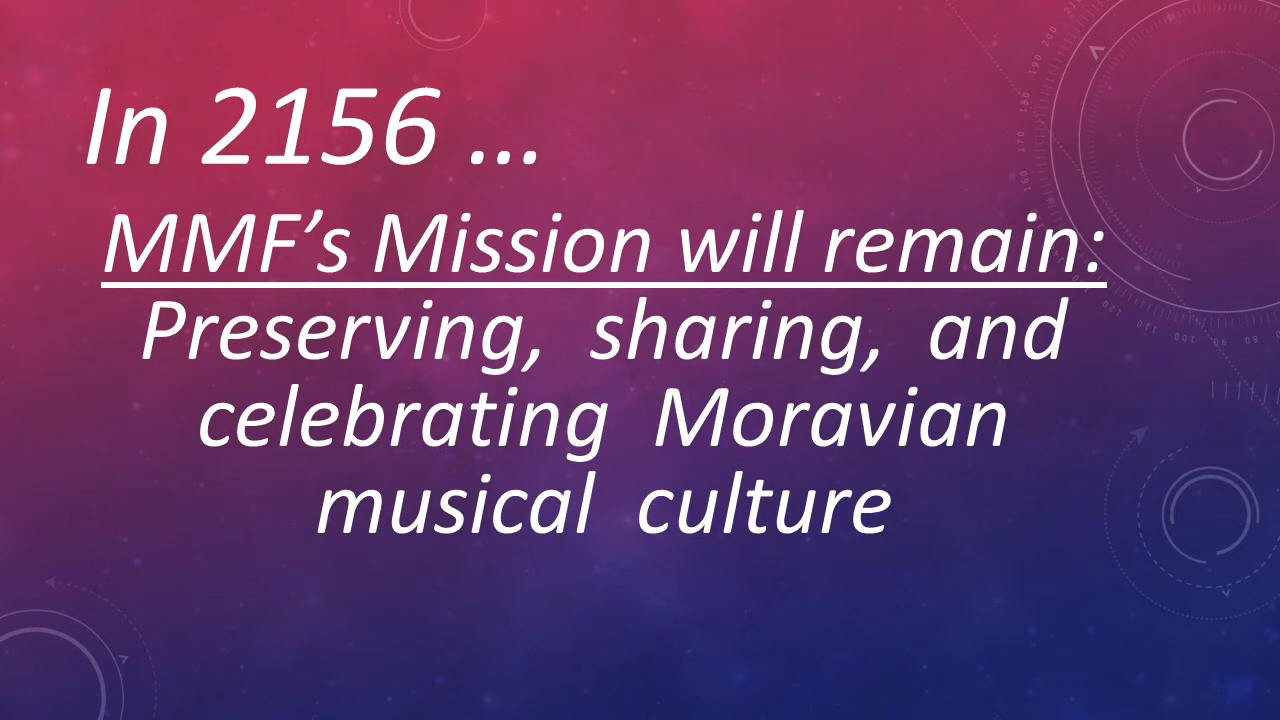 In 2156 ...
MMF’s Mission will remain:
Preserving, sharing, and
celebrating Moravian
musical culture